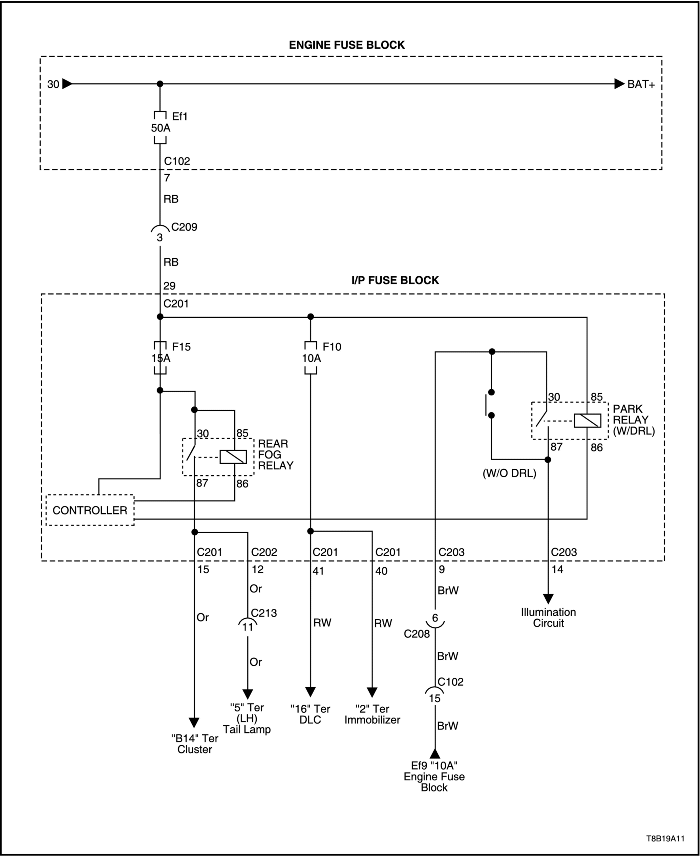 ENGINE FUSE BLOCK
30
BAT+
Ef1
50A
C102
7
RB
C209
3
RB
29
I/P FUSE BLOCK
C201
F15
15A
F10
10A
30
85
PARK
RELAY
(W/DRL)
87
86
30
85
REAR
FOG
RELAY
87
86
(W/O DRL)
CONTROLLER
C201
C202
C201
C201
C203
C203
15
12
41
40
9
14
Or
BrW
Or
C213
11
RW
RW
6
C208
Illumination
Circuit
Or
BrW
C102
15
"5" Ter
(LH)
Tail Lamp
"16" Ter
DLC
"2" Ter
Immobilizer
BrW
"B14" Ter
Cluster
Ef9 "10A"
Engine Fuse
Block
T8B19A11